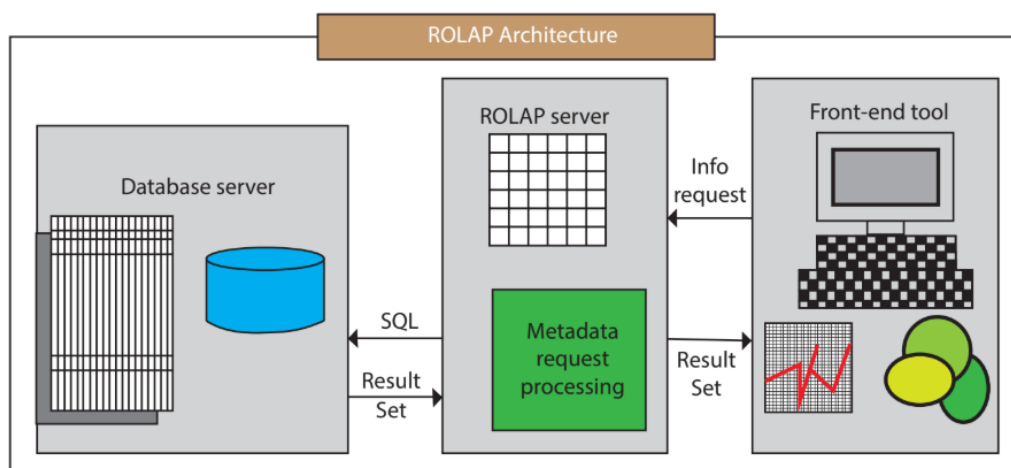 ROLAP Architecture
Database server
SQL
Result
Set
ROLAP server
Metadata
request
processing
Info
request
Result
Set
Front-end tool